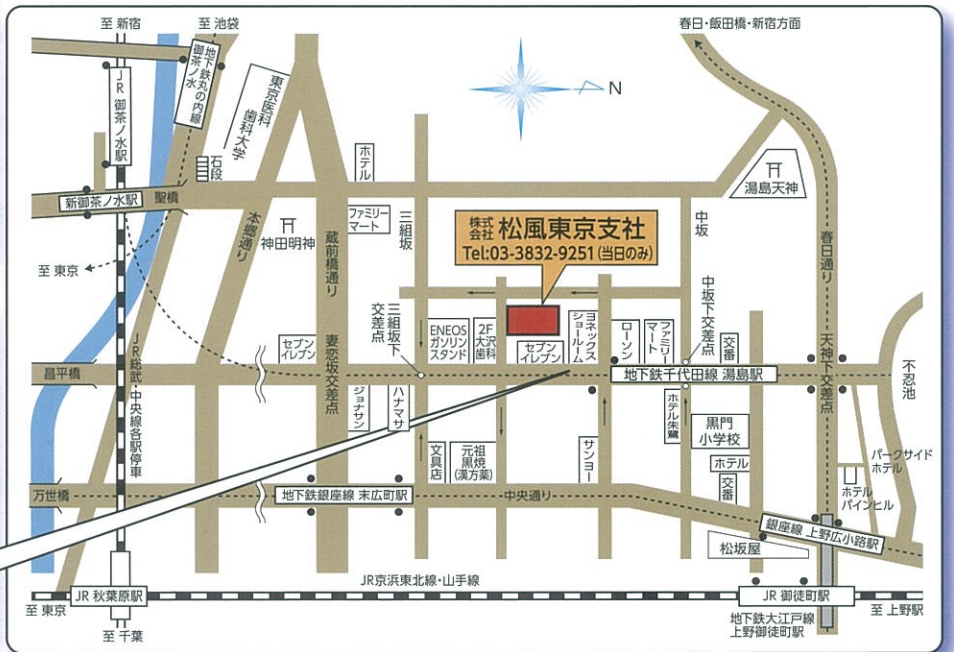 至 新宿
至 池袋
春日・飯田橋・新宿方面
JR 御茶ノ水駅
地下鉄丸の内線
御茶ノ水
東京医科
歯科大学
N
石段
ホテル
湯島天神
新御茶ノ水駅
聖橋
本郷通り
神田明神
ファミリー
マート
蔵前橋通り
三組坂
株式
会社
松風東京支社
Tel:03-3832-9251(当日のみ)
中坂
春日通り
至 東京
三組坂下
交差点
中坂下交差点
セブン
イレブン
妻恋坂交差点
ENEOS
ガソリン
スタンド
2F
大沢
歯科
セブン
イレブン
ヨネックス
ショールーム
ローソン
ファミリー
マート
交番
天神下交差点
不忍池
昌平橋
地下鉄千代田線 湯島駅
JR総武・中央線各駅停車
ジョナサン
ハナマサ
ホテル朱鷺
黒門
小学校
文具店
元祖
黒焼
(漢方薬)
サンヨー
ホテル
交番
パークサイド
ホテル
ホテル
パインヒル
万世橋
地下鉄銀座線 末広町駅
中央通り
銀座線 上野広小路駅
松坂屋
JR京浜東北線・山手線
至 東京
JR 秋葉原駅
JR 御徒町駅
至 上野駅
至 千葉
地下鉄大江戸線
上野御徒町駅